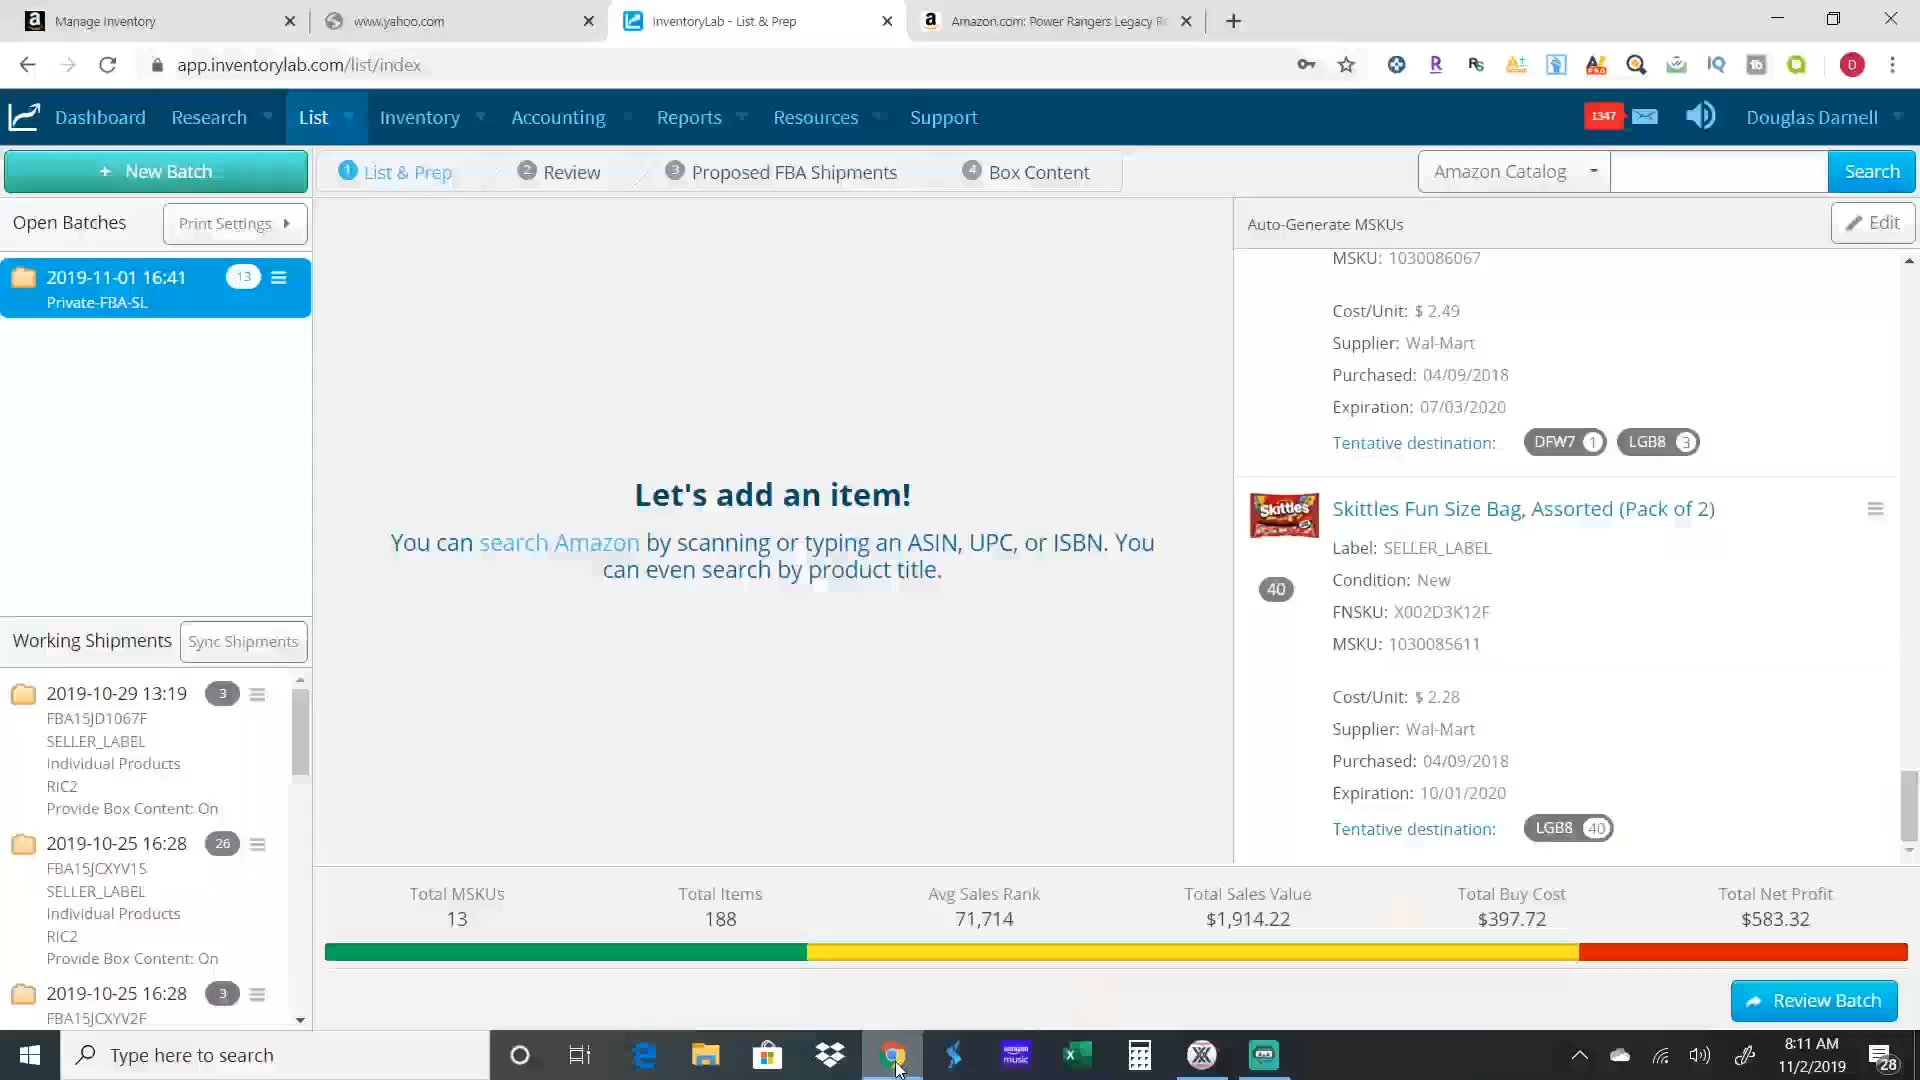 Manage Inventory
www.yahoo.com
InventoryLab - List & Prep
Amazon.com: Power Rangers Legacy R
app.inventorylab.com/list/index
Dashboard
Research
List
Inventory
Accounting
Reports
Resources
Support
1347
Douglas Darnell
+ New Batch
1 List & Prep
2 Review
3 Proposed FBA Shipments
4 Box Content
Amazon Catalog
Search
Open Batches
Print Settings
Auto-Generate MSKUs
Edit
2019-11-01 16:41
13
Private-FBA-SL
MSKU: 1030086067
Cost/Unit: $ 2.49
Supplier: Wal-Mart
Purchased: 04/09/2018
Expiration: 07/03/2020
Tentative destination: DFW7 1 LGB8 3
Let's add an item!
You can search Amazon by scanning or typing an ASIN, UPC, or ISBN. You
can even search by product title.
Skittles
Skittles Fun Size Bag, Assorted (Pack of 2)
Label: SELLER_LABEL
40
Condition: New
FNSKU: X002D3K12F
MSKU: 1030085611
Cost/Unit: $ 2.28
Supplier: Wal-Mart
Purchased: 04/09/2018
Expiration: 10/01/2020
Tentative destination: LGB8 40
Working Shipments
Sync Shipments
2019-10-29 13:19
3
FBA15JD1067F
SELLER_LABEL
Individual Products
RIC2
Provide Box Content: On
2019-10-25 16:28
26
FBA15JCXYV1S
SELLER_LABEL
Individual Products
RIC2
Provide Box Content: On
2019-10-25 16:28
3
FBA15JCXYV2F
Total MSKUs
13
Total Items
188
Avg Sales Rank
71,714
Total Sales Value
$1,914.22
Total Buy Cost
$397.72
Total Net Profit
$583.32
Review Batch
Type here to search
amazon
music
8:11 AM
11/2/2019
28